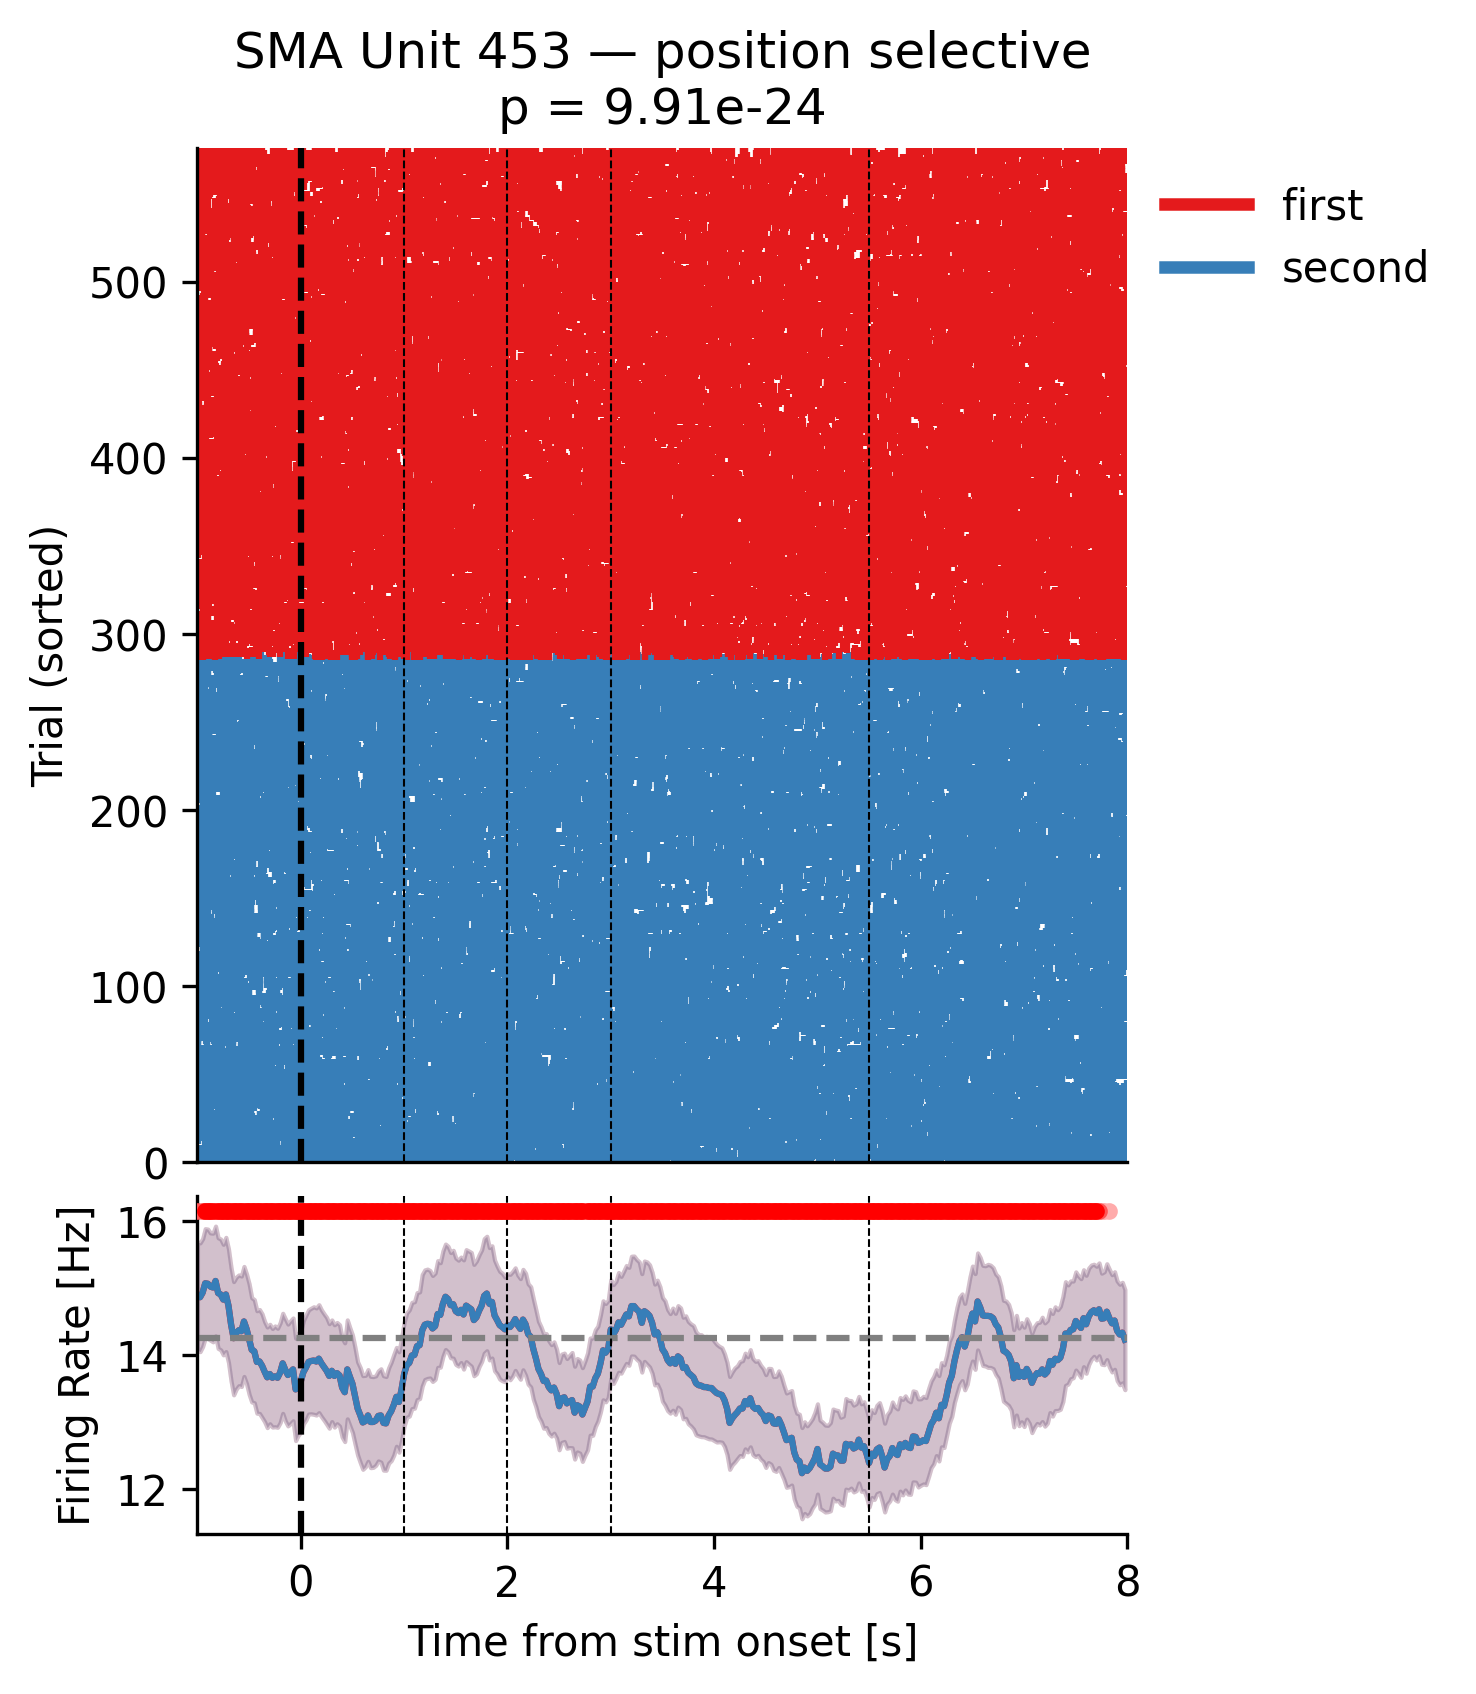 SMA Unit 453 — position selective
p = 9.91e-24
first
second
Trial (sorted)
500
400
300
200
100
0
Firing Rate [Hz]
16
14
12
0 2 4 6 8
Time from stim onset [s]